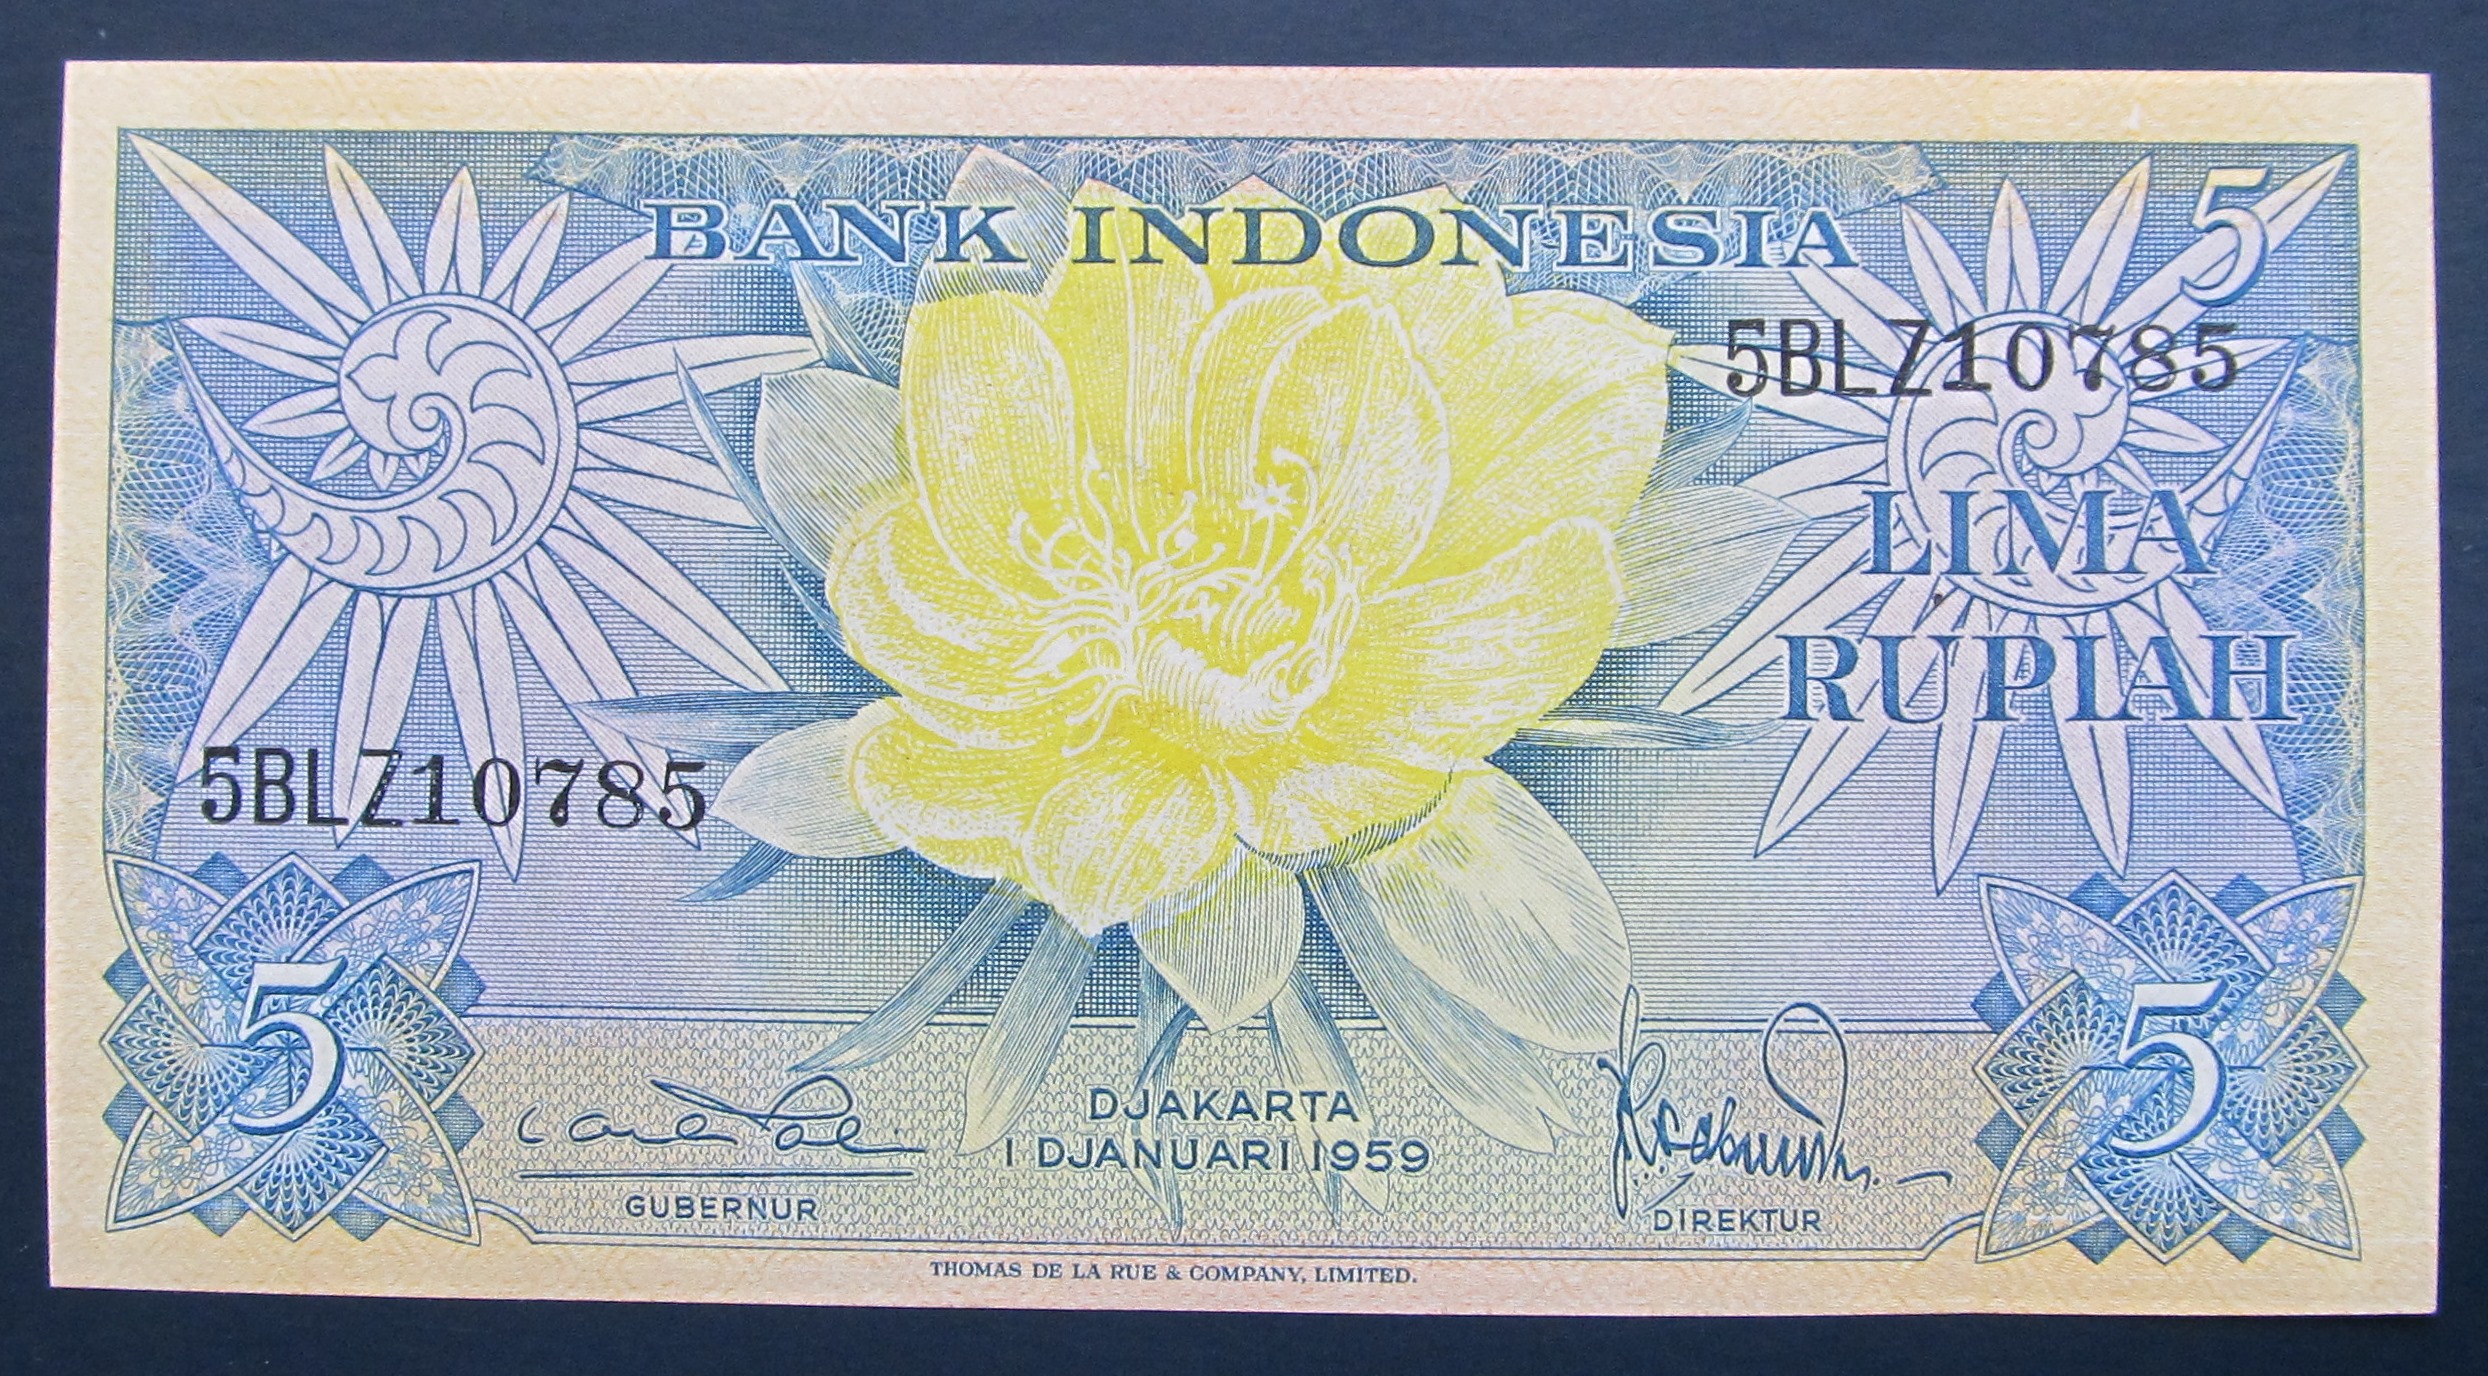 BANK INDONESIA
5
5BLZ10785
LIMA
RUPIAH
5BLZ10785
5
5
DJAKARTA
1 DJANUARI 1959
GUBERNUR
DIREKTUR
THOMAS DE LA RUE & COMPANY, LIMITED.